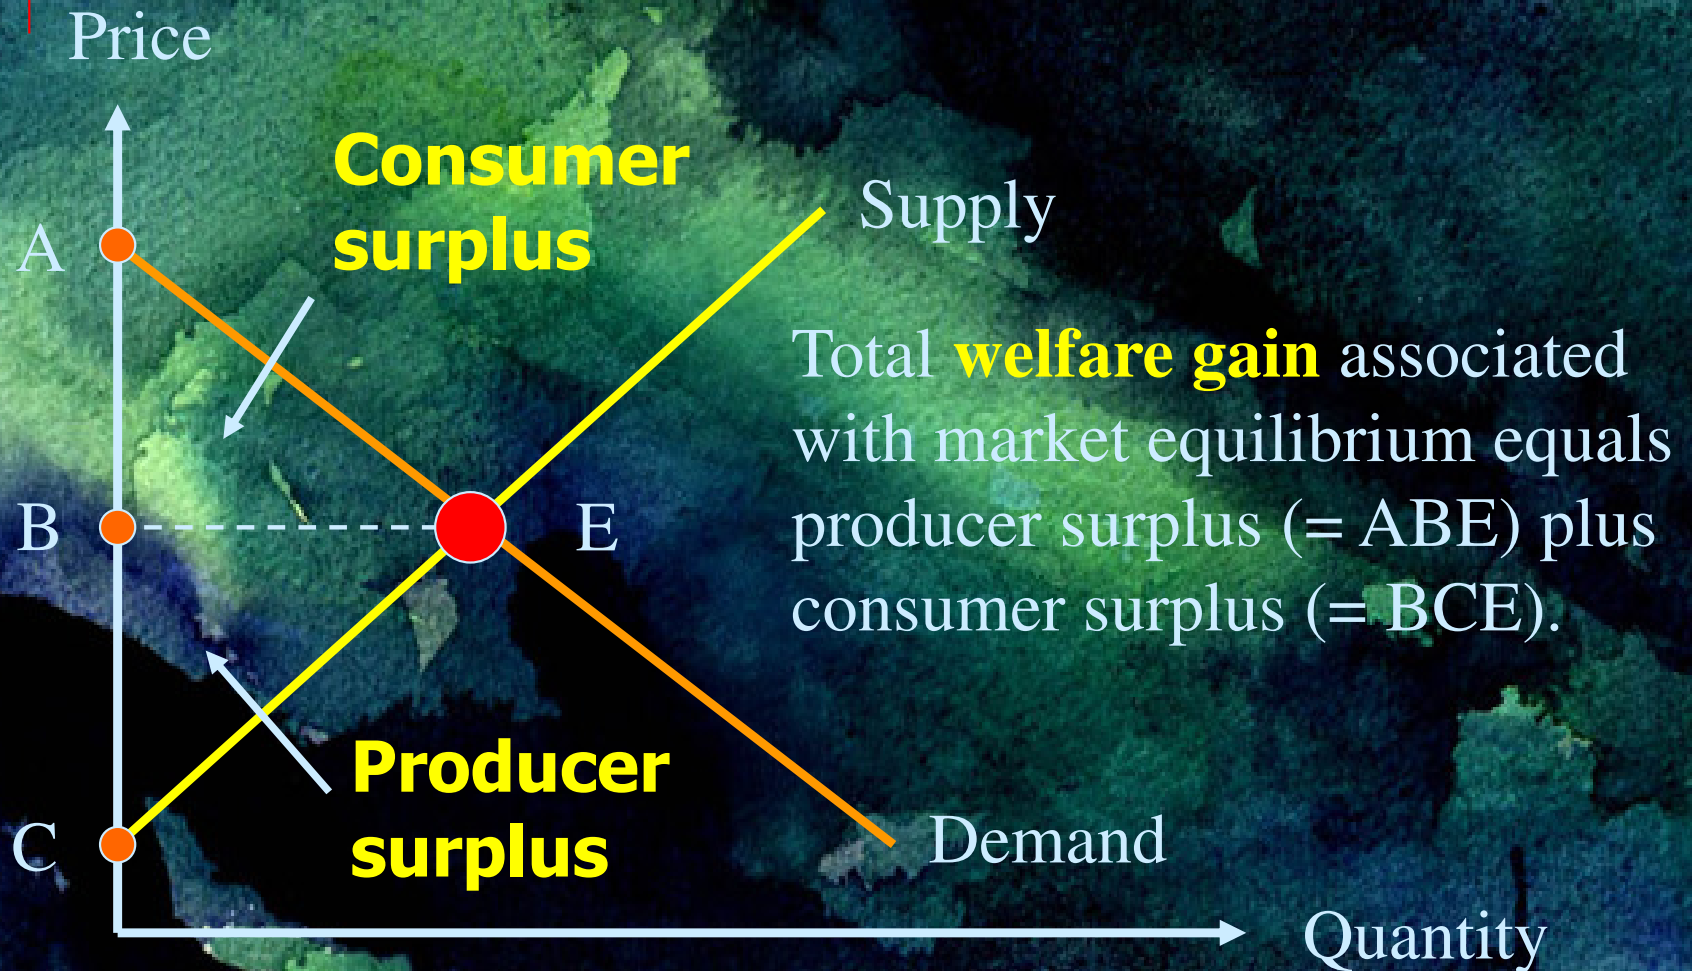 Price
Consumer
surplus
Supply
A
Total welfare gain associated
with market equilibrium equals
producer surplus (= ABE) plus
consumer surplus (= BCE).
B
E
Producer
surplus
C
Demand
Quantity